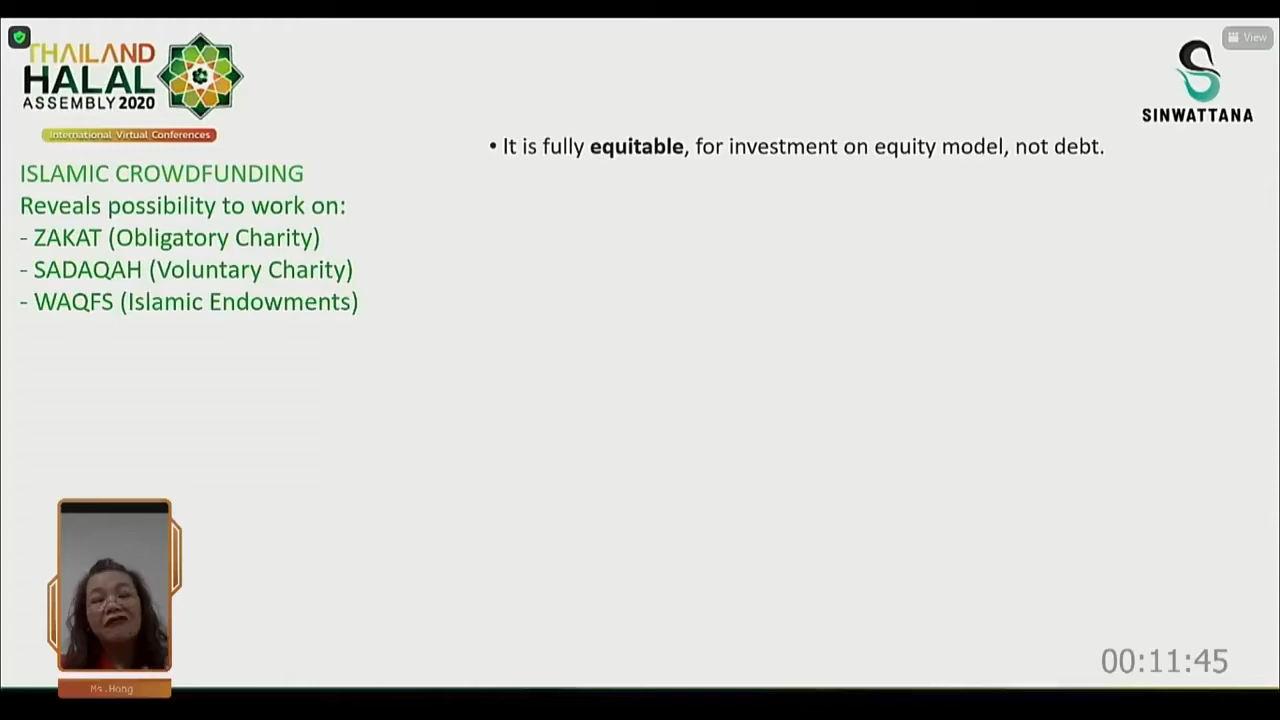 THAILAND
HALAL
ASSEMBLY 2020
International Virtual Conferences
View
SINWATTANA
ISLAMIC CROWDFUNDING
Reveals possibility to work on:
- ZAKAT (Obligatory Charity)
- SADAQAH (Voluntary Charity)
- WAQFS (Islamic Endowments)
• It is fully equitable, for investment on equity model, not debt.
Ms.Hong
00:11:45